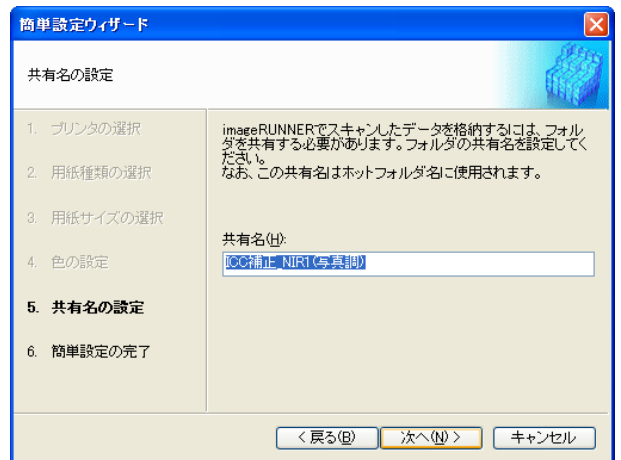 簡単設定ウィザード
共有名の設定
1. プリンタの選択
2. 用紙種類の選択
3. 用紙サイズの選択
4. 色の設定
5. 共有名の設定
6. 簡単設定の完了
imageRUNNERでスキャンしたデータを格納するには、フォル
ダを共有する必要があります。フォルダの共有名を設定してく
ださい。
なお、この共有名はホットフォルダ名に使用されます。
共有名(H):
ICC補正_NIR1(写真調)
< 戻る(B)
次へ(N) >
キャンセル